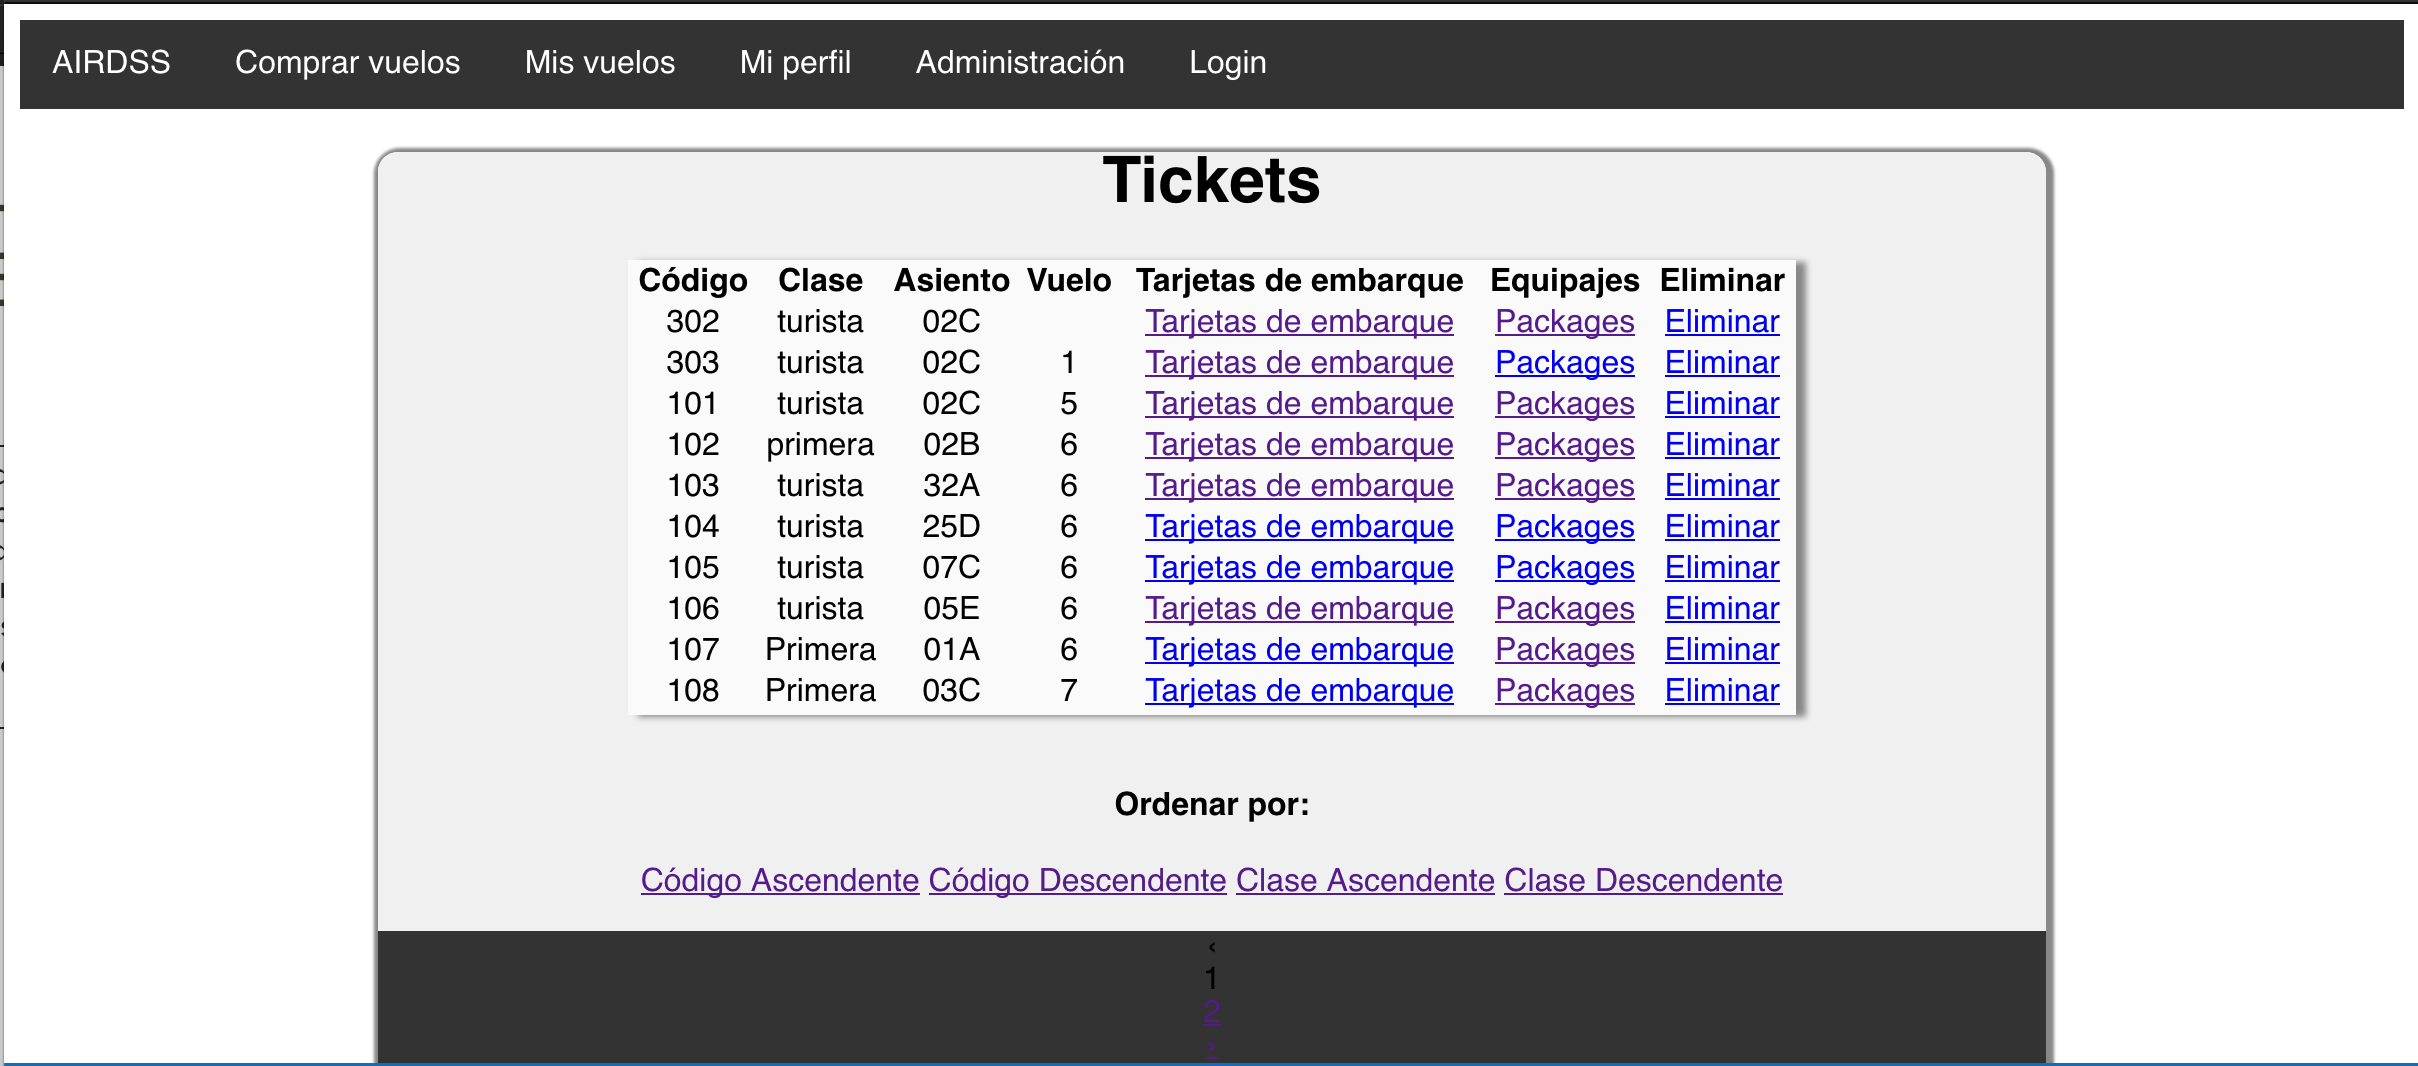 AIRDSS Comprar vuelos Mis vuelos Mi perfil Administración Login
Tickets
Código Clase Asiento Vuelo Tarjetas de embarque Equipajes Eliminar
302 turista 02C Tarjetas de embarque Packages Eliminar
303 turista 02C 1 Tarjetas de embarque Packages Eliminar
101 turista 02C 5 Tarjetas de embarque Packages Eliminar
102 primera 02B 6 Tarjetas de embarque Packages Eliminar
103 turista 32A 6 Tarjetas de embarque Packages Eliminar
104 turista 25D 6 Tarjetas de embarque Packages Eliminar
105 turista 07C 6 Tarjetas de embarque Packages Eliminar
106 turista 05E 6 Tarjetas de embarque Packages Eliminar
107 Primera 01A 6 Tarjetas de embarque Packages Eliminar
108 Primera 03C 7 Tarjetas de embarque Packages Eliminar
Ordenar por:
Código Ascendente Código Descendente Clase Ascendente Clase Descendente
‹
1
2
›